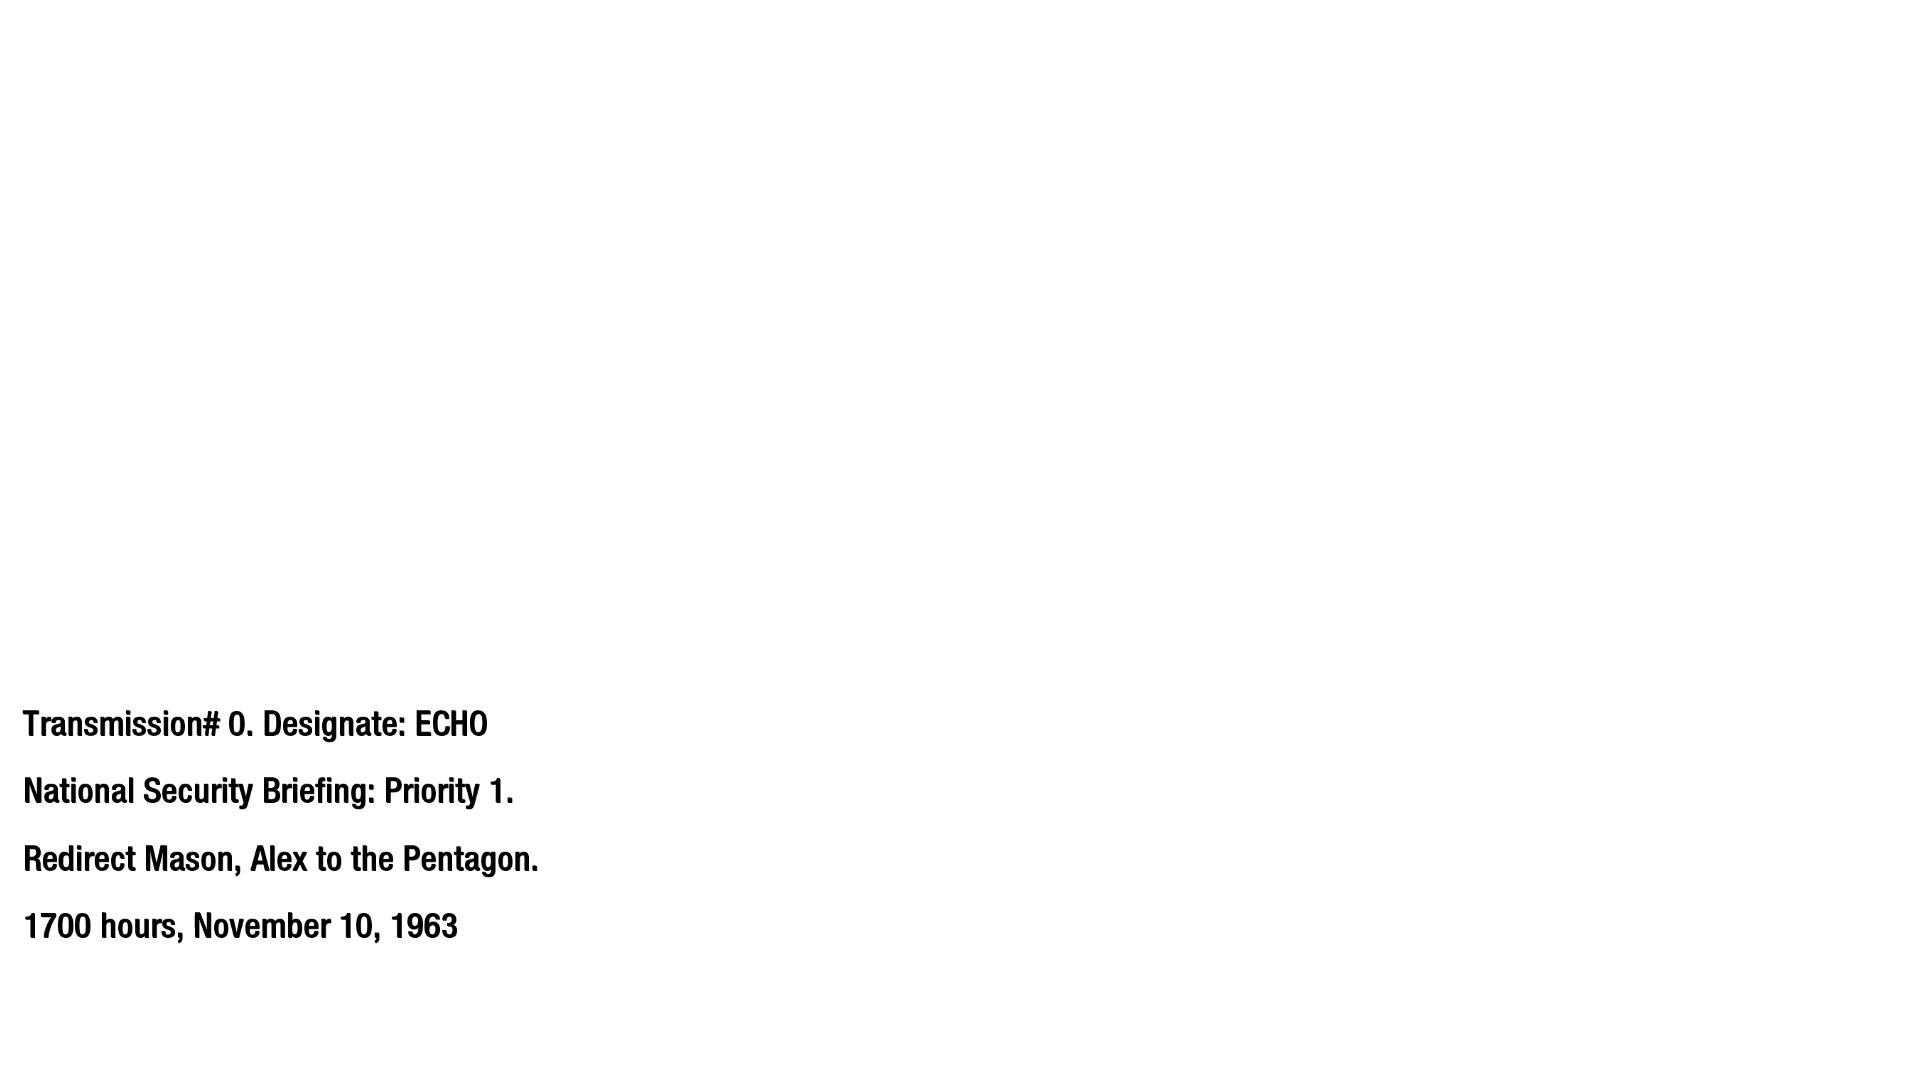 Transmission# 0. Designate: ECHO
National Security Briefing: Priority 1.
Redirect Mason, Alex to the Pentagon.
1700 hours, November 10, 1963